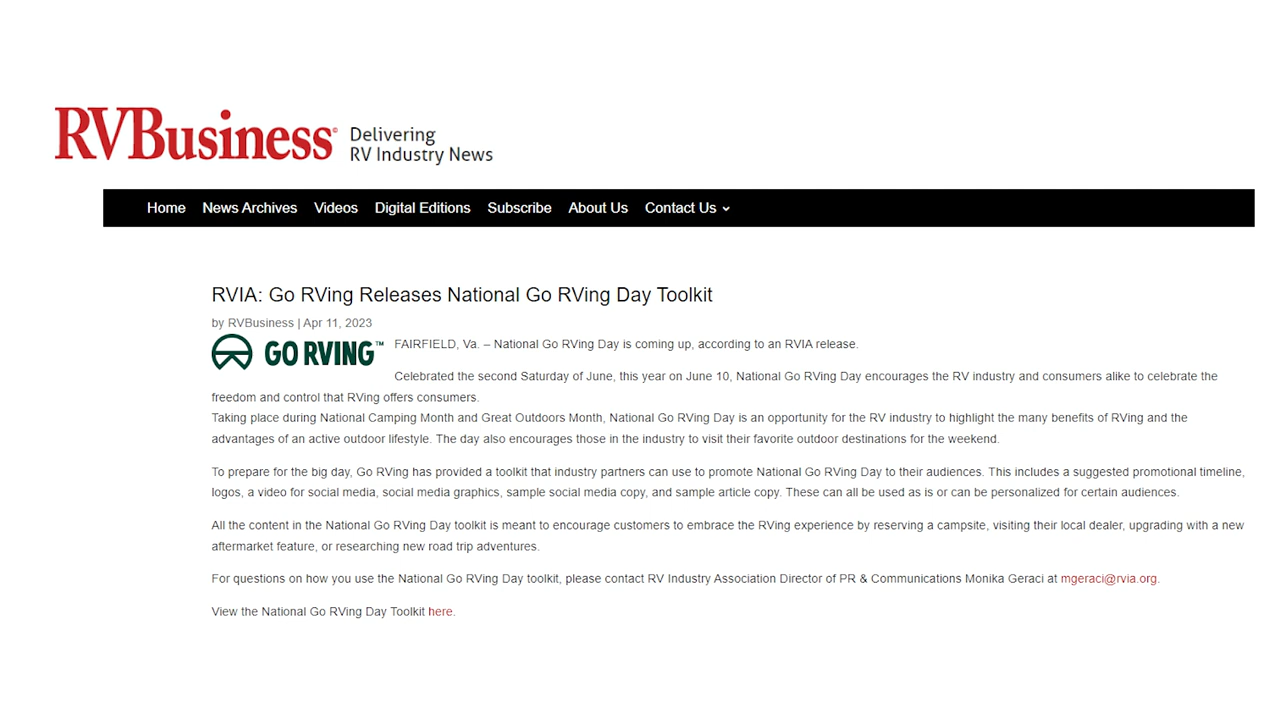 RVBusiness©
Delivering
RV Industry News
Home News Archives Videos Digital Editions Subscribe About Us Contact Us
RVIA: Go RVing Releases National Go RVing Day Toolkit
by RVBusiness | Apr 11, 2023
GO RVING™
FAIRFIELD, Va. – National Go RVing Day is coming up, according to an RVIA release.
Celebrated the second Saturday of June, this year on June 10, National Go RVing Day encourages the RV industry and consumers alike to celebrate the
freedom and control that RVing offers consumers.
Taking place during National Camping Month and Great Outdoors Month, National Go RVing Day is an opportunity for the RV industry to highlight the many benefits of RVing and the
advantages of an active outdoor lifestyle. The day also encourages those in the industry to visit their favorite outdoor destinations for the weekend.
To prepare for the big day, Go RVing has provided a toolkit that industry partners can use to promote National Go RVing Day to their audiences. This includes a suggested promotional timeline,
logos, a video for social media, social media graphics, sample social media copy, and sample article copy. These can all be used as is or can be personalized for certain audiences.
All the content in the National Go RVing Day toolkit is meant to encourage customers to embrace the RVing experience by reserving a campsite, visiting their local dealer, upgrading with a new
aftermarket feature, or researching new road trip adventures.
For questions on how you use the National Go RVing Day toolkit, please contact RV Industry Association Director of PR & Communications Monika Geraci at mgeraci@rvia.org.
View the National Go RVing Day Toolkit here.